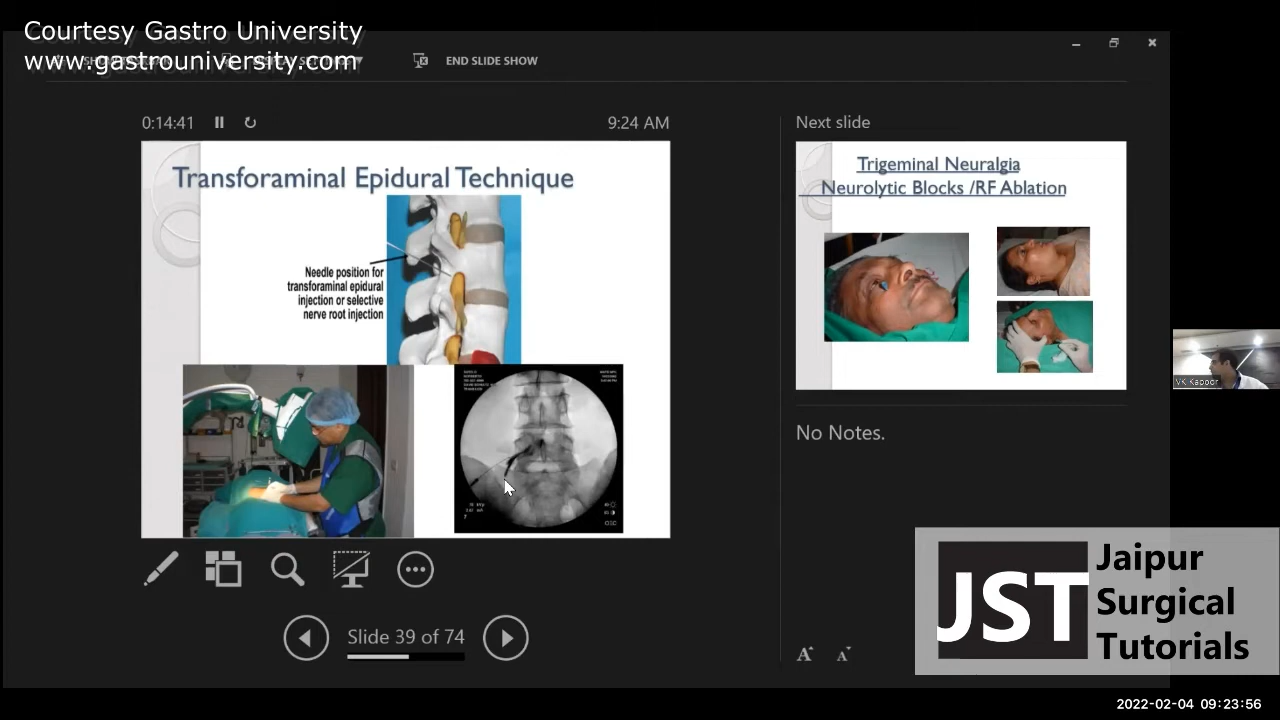 Courtesy Gastro University
www.gastrouniversity.com
END SLIDE SHOW
0:14:41
9:24 AM
Transforaminal Epidural Technique
Needle position for
transforaminal epidural
injection or selective
nerve root injection
Slide 39 of 74
Next slide
Trigeminal Neuralgia
Neurolytic Blocks /RF Ablation
No Notes.
A
A
VK Kapoor
JST
Jaipur
Surgical
Tutorials
2022-02-04 09:23:56